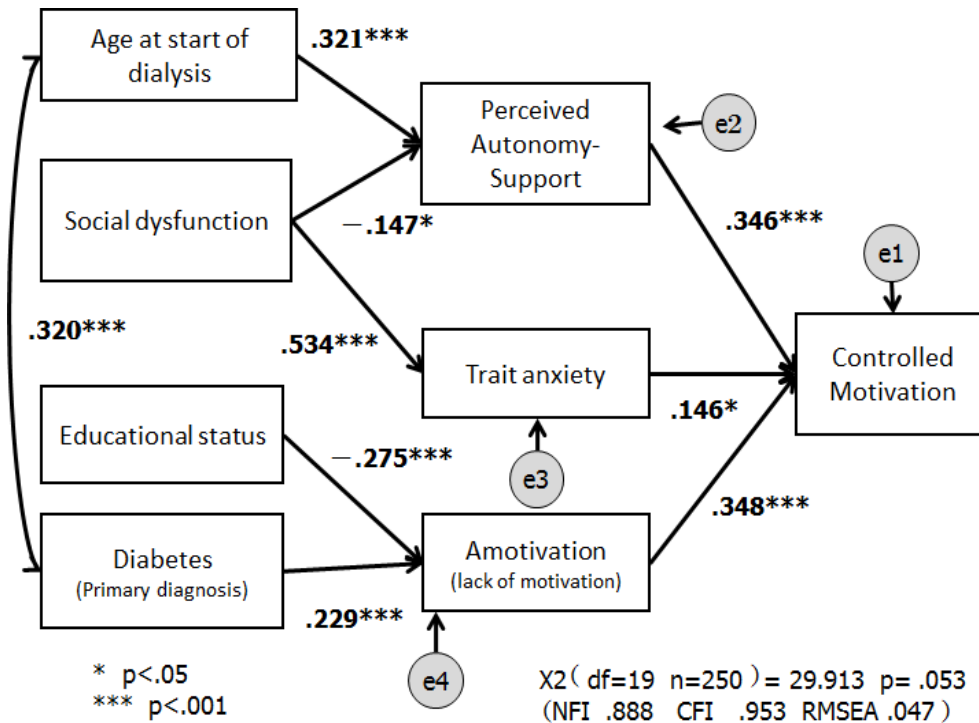 Age at start of
dialysis
.321***
Perceived
Autonomy-
Support
e2
Social dysfunction
−.147*
.346***
e1
.320***
.534***
Trait anxiety
.146*
Controlled
Motivation
Educational status
−.275***
e3
.348***
Diabetes
(Primary diagnosis)
Amotivation
(lack of motivation)
.229***
e4
* p<.05
*** p<.001
X2( df=19 n=250 )= 29.913 p= .053
(NFI .888 CFI .953 RMSEA .047 )